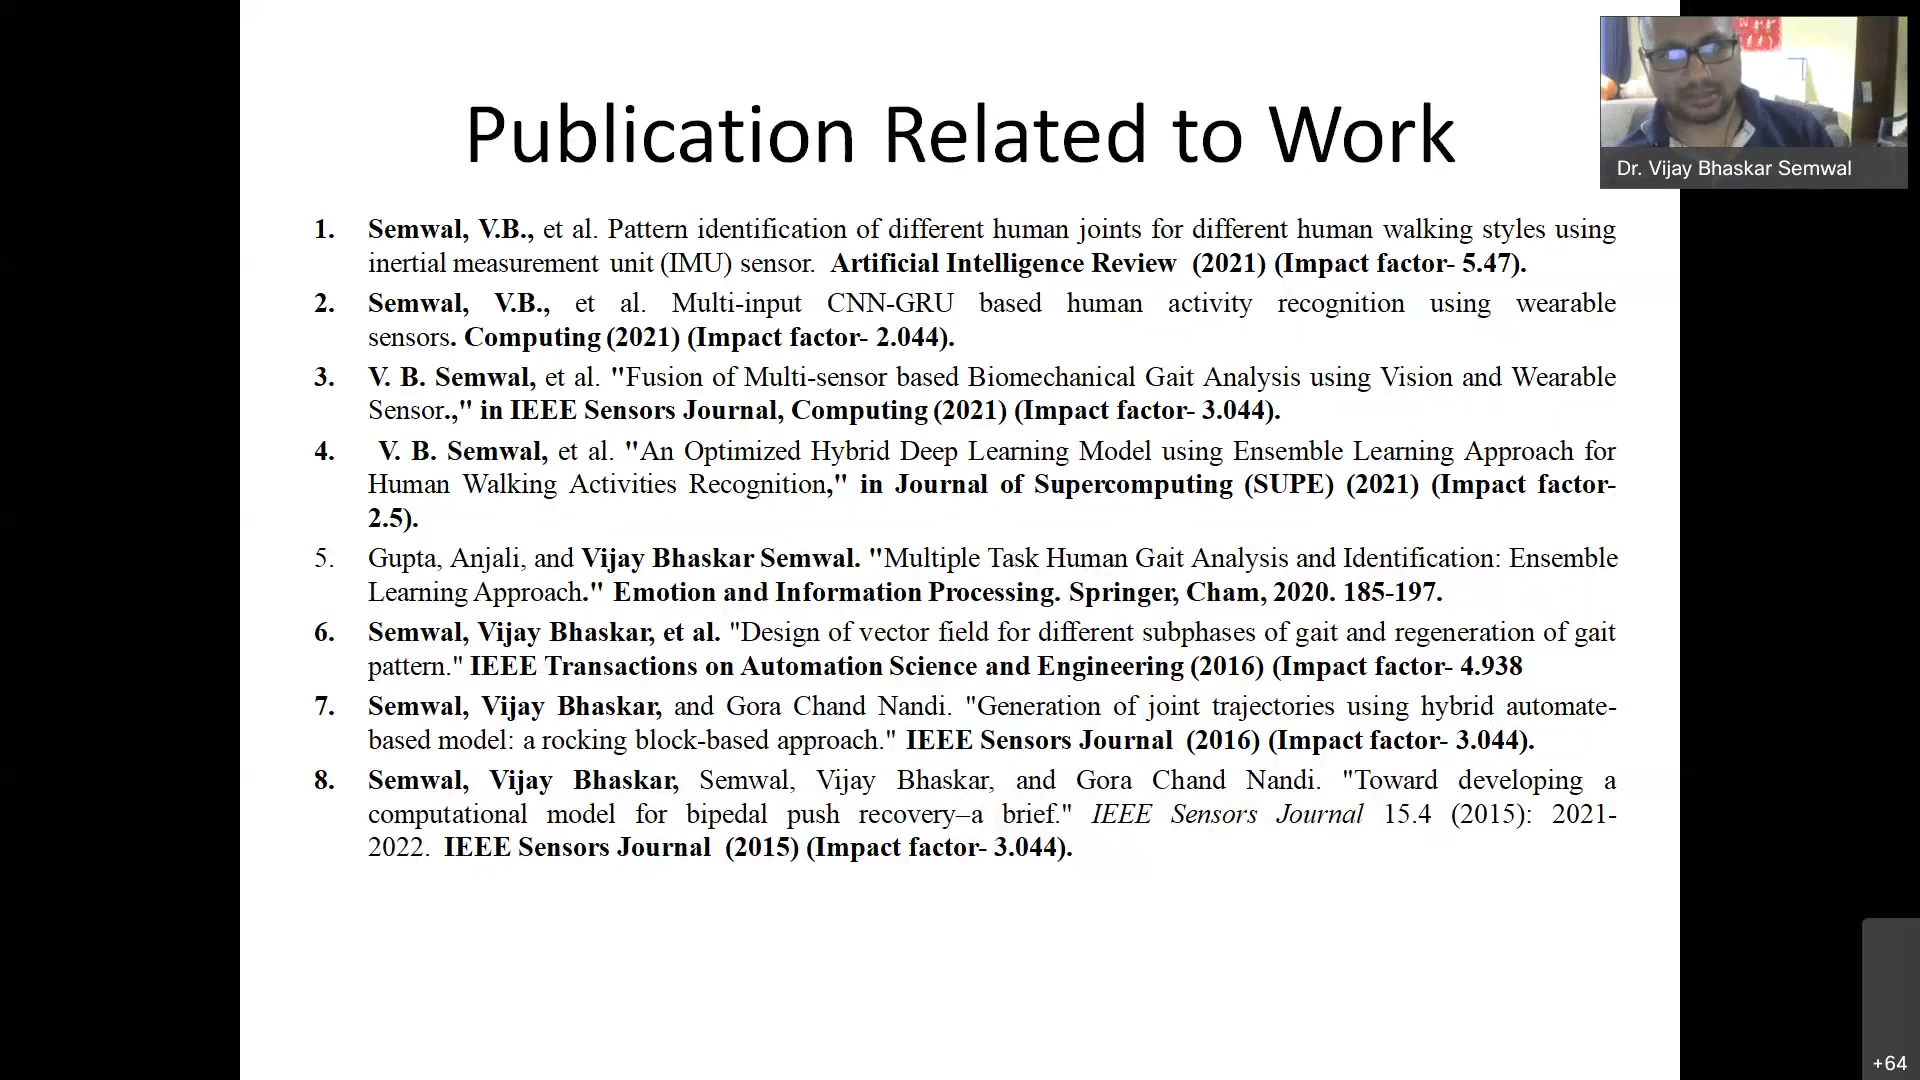 Publication Related to Work
Dr. Vijay Bhaskar Semwal
1. Semwal, V.B., et al. Pattern identification of different human joints for different human walking styles using
inertial measurement unit (IMU) sensor. Artificial Intelligence Review (2021) (Impact factor- 5.47).
2. Semwal, V.B., et al. Multi-input CNN-GRU based human activity recognition using wearable
sensors. Computing (2021) (Impact factor- 2.044).
3. V. B. Semwal, et al. "Fusion of Multi-sensor based Biomechanical Gait Analysis using Vision and Wearable
Sensor.," in IEEE Sensors Journal, Computing (2021) (Impact factor- 3.044).
4. V. B. Semwal, et al. "An Optimized Hybrid Deep Learning Model using Ensemble Learning Approach for
Human Walking Activities Recognition," in Journal of Supercomputing (SUPE) (2021) (Impact factor-
2.5).
5. Gupta, Anjali, and Vijay Bhaskar Semwal. "Multiple Task Human Gait Analysis and Identification: Ensemble
Learning Approach." Emotion and Information Processing. Springer, Cham, 2020. 185-197.
6. Semwal, Vijay Bhaskar, et al. "Design of vector field for different subphases of gait and regeneration of gait
pattern." IEEE Transactions on Automation Science and Engineering (2016) (Impact factor- 4.938
7. Semwal, Vijay Bhaskar, and Gora Chand Nandi. "Generation of joint trajectories using hybrid automate-
based model: a rocking block-based approach." IEEE Sensors Journal (2016) (Impact factor- 3.044).
8. Semwal, Vijay Bhaskar, Semwal, Vijay Bhaskar, and Gora Chand Nandi. "Toward developing a
computational model for bipedal push recovery–a brief." IEEE Sensors Journal 15.4 (2015): 2021-
2022. IEEE Sensors Journal (2015) (Impact factor- 3.044).
+64